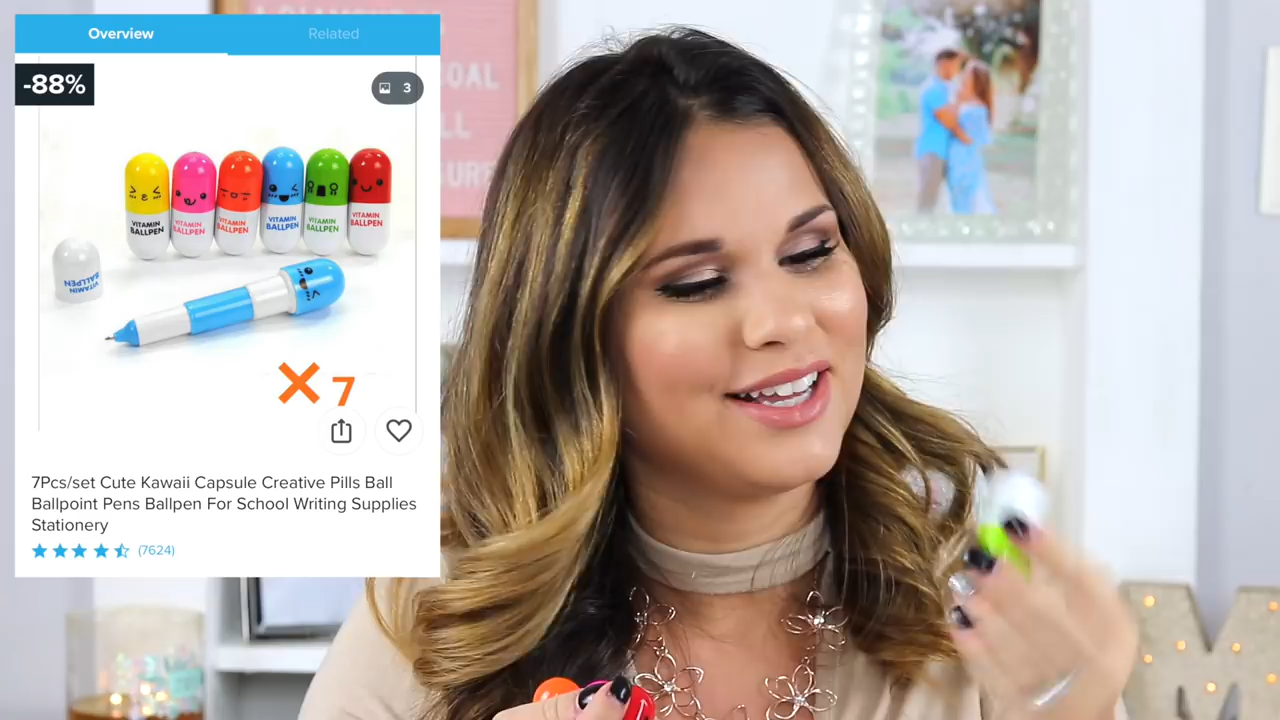 Overview
Related
-88%
3
VITAMIN
BALLPEN
VITAMIN
BALLPEN
VITAMIN
BALLPEN
VITAMIN
BALLPEN
VITAMIN
BALLPEN
VITAMIN
BALLPEN
VITAMIN
BALLPEN
× 7
7Pcs/set Cute Kawaii Capsule Creative Pills Ball
Ballpoint Pens Ballpen For School Writing Supplies
Stationery
(7624)
M